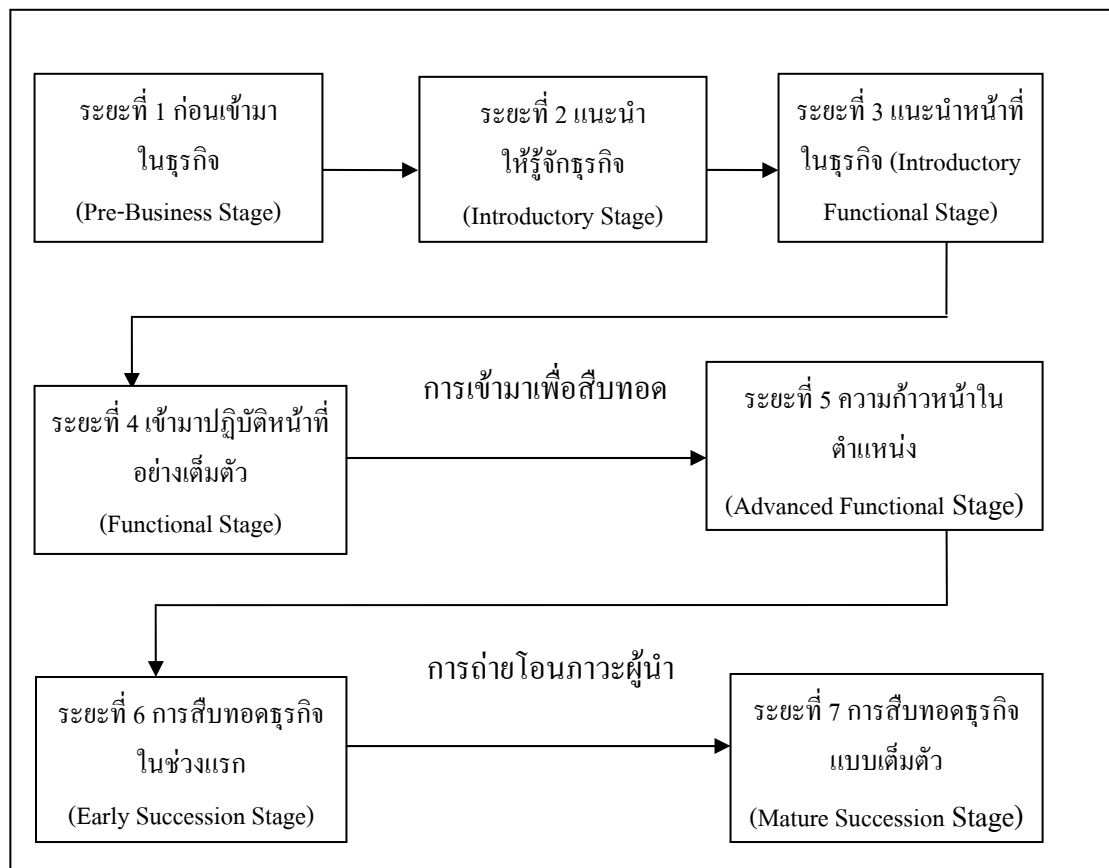 ระยะที่ 1 ก่อนเข้ามา
ในธุรกิจ
(Pre-Business Stage)
ระยะที่ 2 แนะนำ
ให้รู้จักธุรกิจ
(Introductory Stage)
ระยะที่ 3 แนะนำหน้าที่
ในธุรกิจ (Introductory
Functional Stage)
การเข้ามาเพื่อสืบทอด
ระยะที่ 4 เข้ามาปฏิบัติหน้าที่
อย่างเต็มตัว
(Functional Stage)
ระยะที่ 5 ความก้าวหน้าใน
ตำแหน่ง
(Advanced Functional Stage)
การถ่ายโอนภาวะผู้นำ
ระยะที่ 6 การสืบทอดธุรกิจ
ในช่วงแรก
(Early Succession Stage)
ระยะที่ 7 การสืบทอดธุรกิจ
แบบเต็มตัว
(Mature Succession Stage)